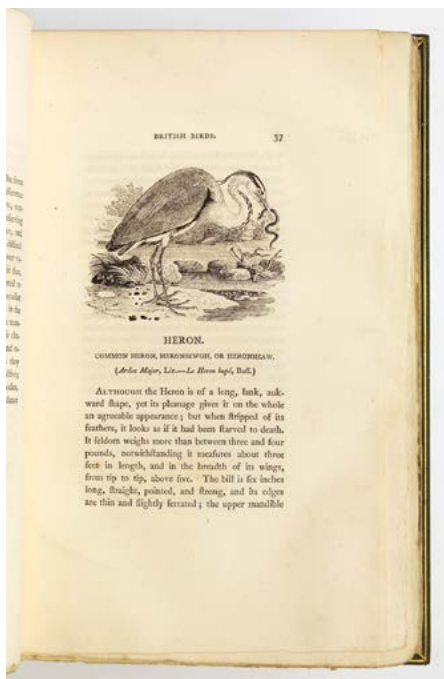 BRITISH BIRDS. 37
HERON.
COMMON HERON, HERONSEWGH, OR HERONSHAW.
(Ardea Major, Lin.—Le Heron hupé, Buff.)
ALTHOUGH the Heron is of a long, lank, auk-
ward ſhape, yet its plumage gives it on the whole
an agreeable appearance; but when ſtripped of its
feathers, it looks as if it had been ſtarved to death.
It ſeldom weighs more than between three and four
pounds, notwithſtanding it meaſures about three
feet in length, and in the breadth of its wings,
from tip to tip, above five. The bill is ſix inches
long, ſtraight, pointed, and ſtrong, and its edges
are thin and ſlightly ſerrated; the upper mandible